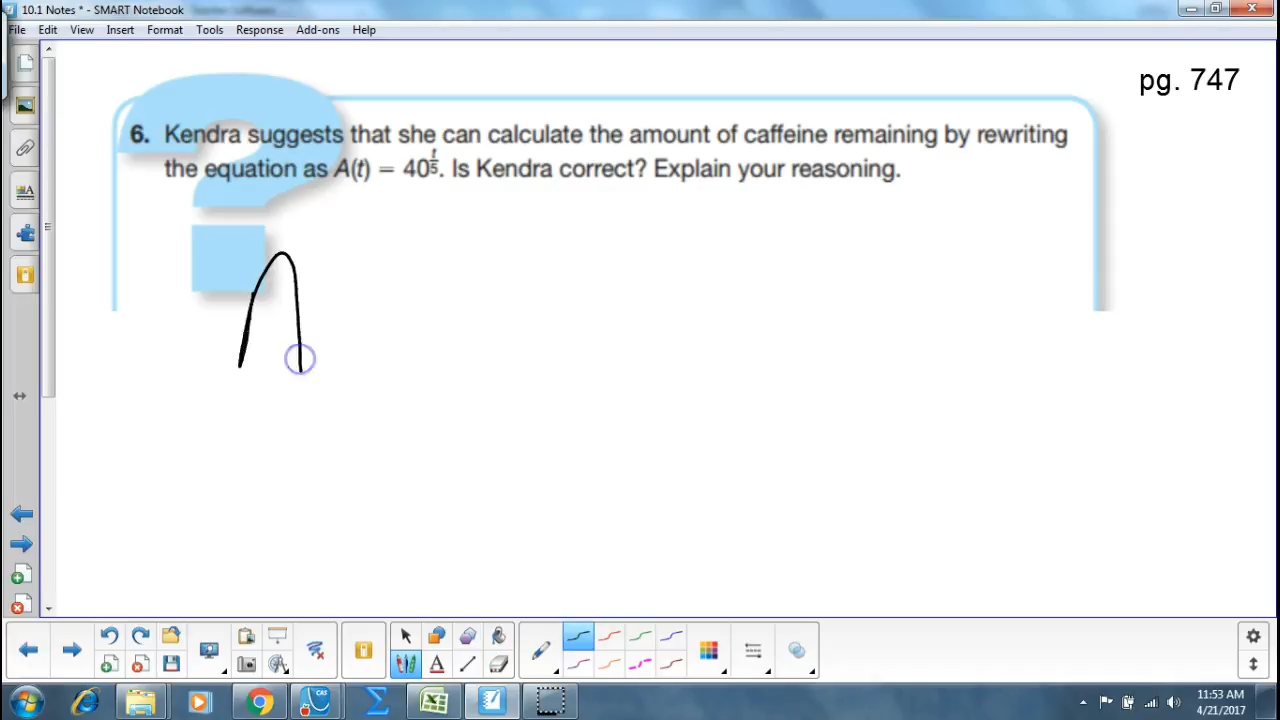 10.1 Notes * - SMART Notebook
File Edit View Insert Format Tools Response Add-ons Help
pg. 747
6. Kendra suggests that she can calculate the amount of caffeine remaining by rewriting
the equation as A(t) = 40^(t/5). Is Kendra correct? Explain your reasoning.
CAS
11:53 AM
4/21/2017